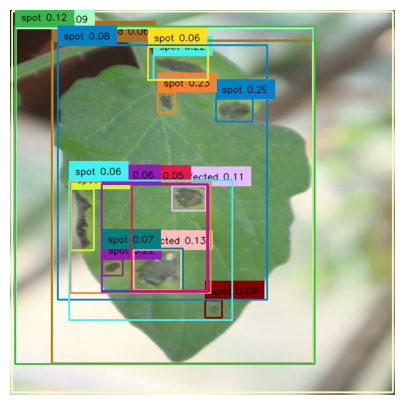 spot 0.12
.09
d 0.06
spot 0.08
spot 0.06
0.22
spot 0.23
spot 0.29
spot 0.06
0.06
0.05
ected 0.11
spot 0.07
cted 0.13
0.22
spot 0.09